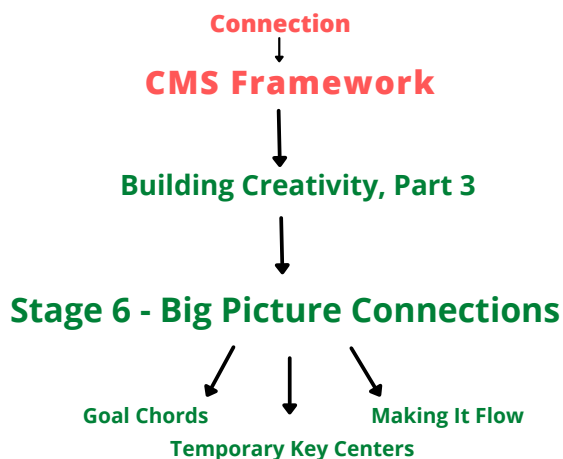 Connection
CMS Framework
Building Creativity, Part 3
Stage 6 - Big Picture Connections
Goal Chords
Making It Flow
Temporary Key Centers